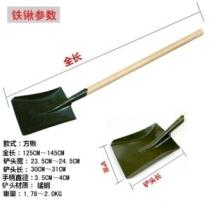 铁锹参数
全长
铲宽
铲长
款式：方锹
全长：125CM~145CM
铲头宽：23.5CM~24.5CM
铲头长：30CM~31CM
手柄直径：3.5CM~4CM
铲头材质：锰钢
重量：1.78~2.0KG